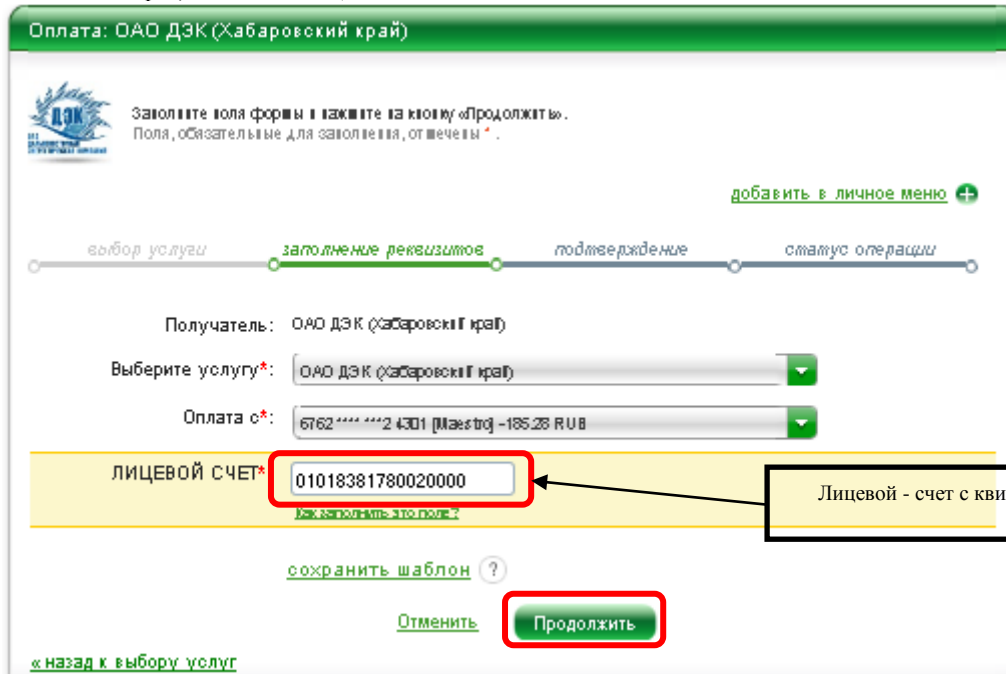 Оплата: ОАО ДЭК (Хабаровский край)
ДЭК
Заполните поля формы и нажмите на кнопку «Продолжить».
Поля, обязательные для заполнения, отмечены * .
добавить в личное меню
выбор услуги заполнение реквизитов подтверждение статус операции
Получатель: ОАО ДЭК (Хабаровский край)
Выберите услугу*: ОАО ДЭК (Хабаровский край)
Оплата с*: 6762 **** ***2 4301 [Maestro] -185.28 RUB
ЛИЦЕВОЙ СЧЕТ* 01018381780020000
Лицевой - счет с кви
Как заполнить это поле?
сохранить шаблон ?
Отменить Продолжить
« назад к выбору услуг